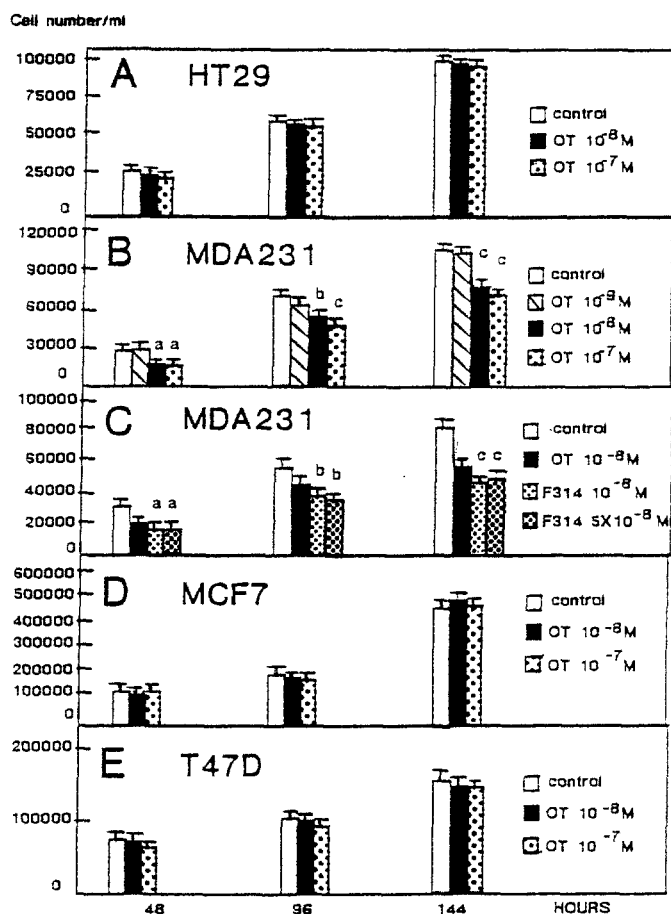 Cell number/ml
A HT29
100000
75000
50000
25000
0
control
OT 10⁻⁸M
OT 10⁻⁷M
B MDA231
120000
90000
60000
30000
0
a a
b c
c c
control
OT 10⁻⁹M
OT 10⁻⁸M
OT 10⁻⁷M
C MDA231
100000
80000
60000
40000
20000
0
a a
b b
c c
control
OT 10⁻⁸M
F314 10⁻⁸M
F314 5X10⁻⁸M
D MCF7
600000
500000
400000
300000
200000
100000
0
control
OT 10⁻⁸M
OT 10⁻⁷M
E T47D
200000
100000
0
control
OT 10⁻⁸M
OT 10⁻⁷M
48 96 144 HOURS